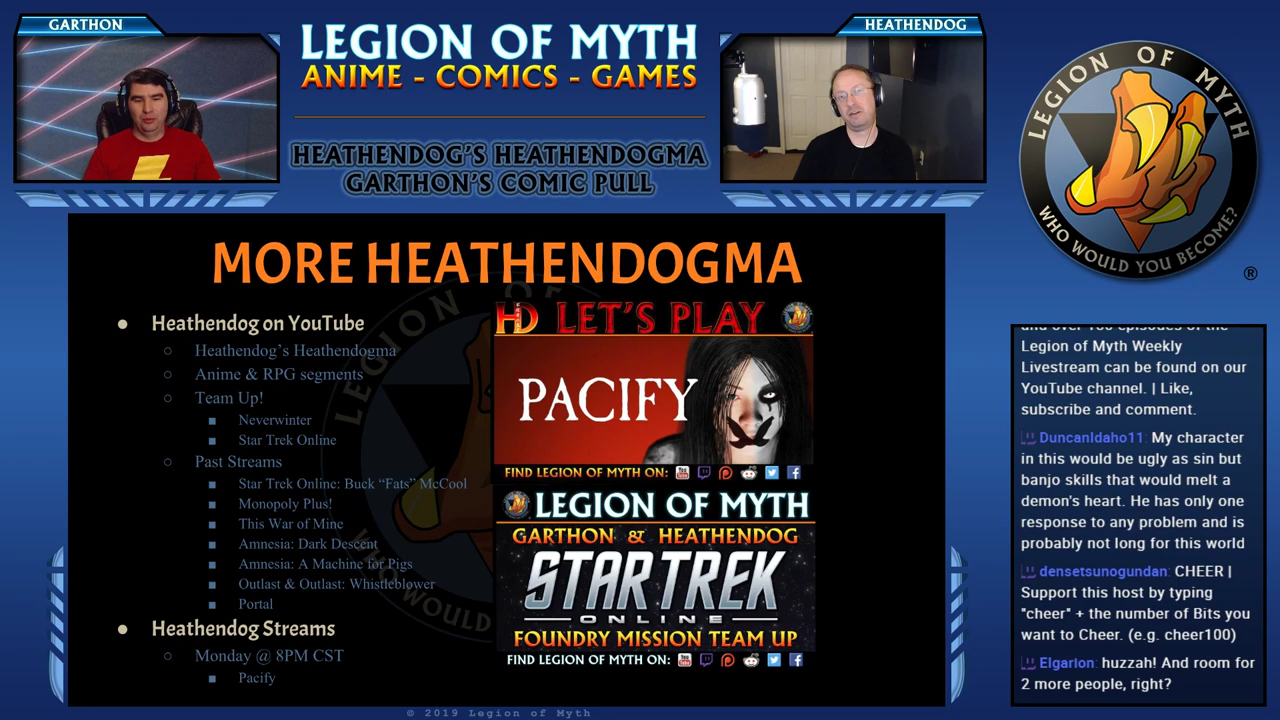 GARTHON
LEGION OF MYTH
ANIME - COMICS - GAMES
HEATHENDOG'S HEATHENDOGMA
GARTHON'S COMIC PULL
HEATHENDOG
LEGION OF MYTH
WHO WOULD YOU BECOME?
®
MORE HEATHENDOGMA
● Heathendog on YouTube
○ Heathendog's Heathendogma
○ Anime & RPG segments
○ Team Up!
■ Neverwinter
■ Star Trek Online
○ Past Streams
■ Star Trek Online: Buck “Fats” McCool
■ Monopoly Plus!
■ This War of Mine
■ Amnesia: Dark Descent
■ Amnesia: A Machine for Pigs
■ Outlast & Outlast: Whistleblower
■ Portal
● Heathendog Streams
○ Monday @ 8PM CST
■ Pacify
HD LET'S PLAY
PACIFY
FIND LEGION OF MYTH ON:
LEGION OF MYTH
GARTHON & HEATHENDOG
STAR TREK
ONLINE
FOUNDRY MISSION TEAM UP
FIND LEGION OF MYTH ON:
and over 100 episodes of the
Legion of Myth Weekly
Livestream can be found on our
YouTube channel. | Like,
subscribe and comment.
DuncanIdaho11: My character
in this would be ugly as sin but
banjo skills that would melt a
demon's heart. He has only one
response to any problem and is
probably not long for this world
densetsunogundan: CHEER |
Support this host by typing
"cheer" + the number of Bits you
want to Cheer. (e.g. cheer100)
Elgarion: huzzah! And room for
2 more people, right?
© 2019 Legion of Myth